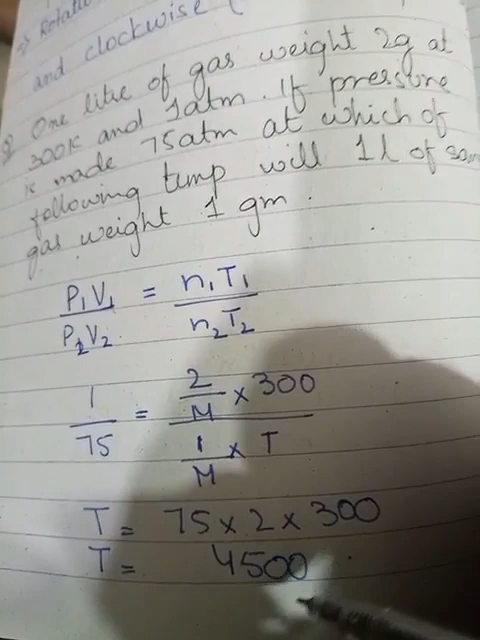 => Rotatio
and clockwise (
Q One litre of gas weight 2g at
300K and 1atm. If pressure
is made 75atm at which of
following temp will 1l of sam
gas weight 1 gm.
P₁V₁ / P₂V₂ = n₁T₁ / n₂T₂
1 / 75 = 2/M × 300 / 1/M × T
T = 75 × 2 × 300
T = 4500